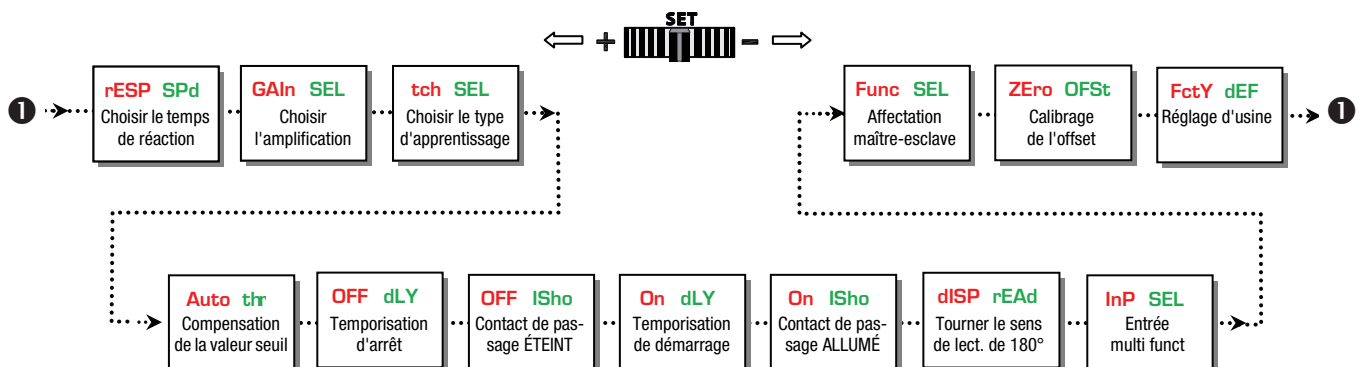 SET
+ -
❶
rESP SPd
Choisir le temps
de réaction
GAIn SEL
Choisir
l'amplification
tch SEL
Choisir le type
d'apprentissage
Auto thr
Compensation
de la valeur seuil
OFF dLY
Temporisation
d'arrêt
OFF ISho
Contact de pas-
sage ÉTEINT
On dLY
Temporisation
de démarrage
On ISho
Contact de pas-
sage ALLUMÉ
dISP rEAd
Tourner le sens
de lect. de 180°
InP SEL
Entrée
multi funct
Func SEL
Affectation
maître-esclave
ZEro OFSt
Calibrage
de l'offset
FctY dEF
Réglage d'usine
❶